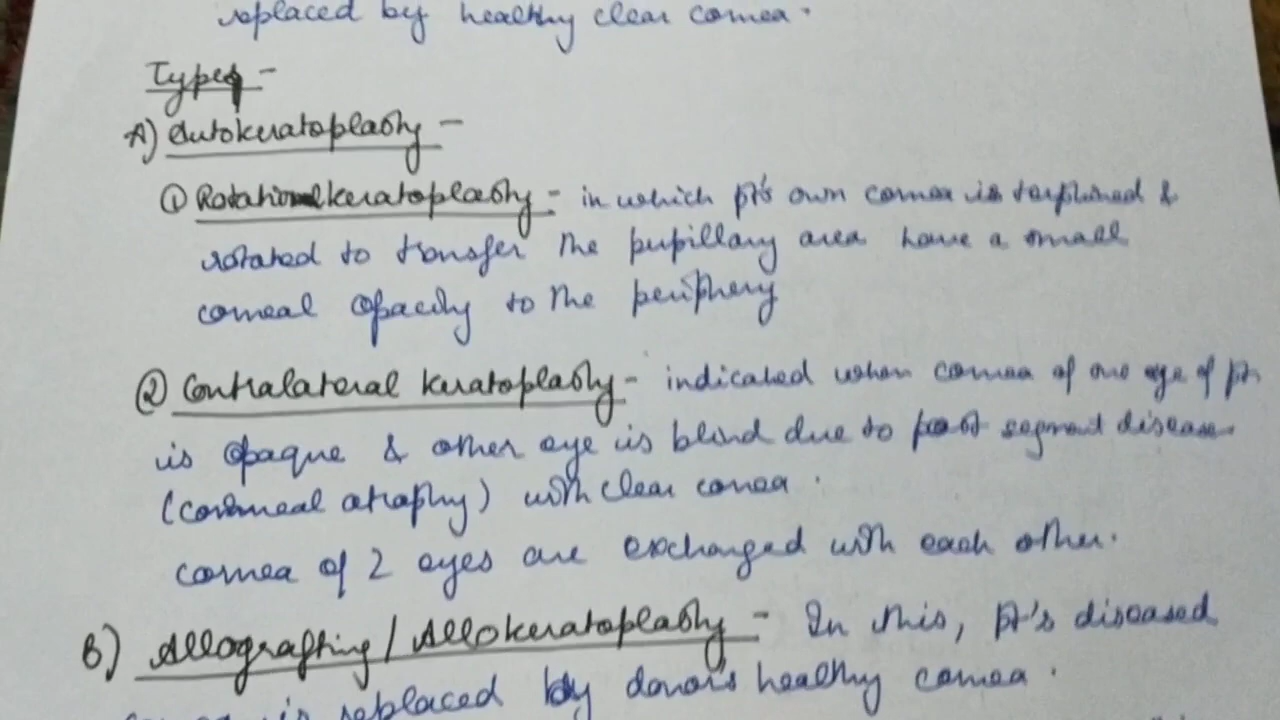 replaced by healthy clear cornea.
Types -
A) Autokeratoplasty -
① Rotational keratoplasty - in which pt's own cornea is terphined &
rotated to transfer the pupillary area have a small
corneal opacity to the periphery
② Contralateral keratoplasty - indicated when cornea of one eye of pt
is opaque & other eye is blind due to post segment disease
(corneal atrophy) with clear cornea.
cornea of 2 eyes are exchanged with each other.
B) Allografting / Allokeratoplasty - In this, pt's diseased
cornea is replaced by donor's healthy cornea.